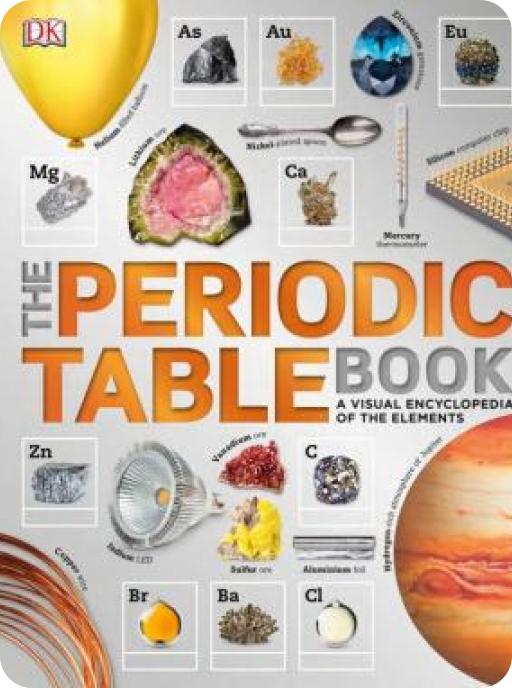 DK
As
Au
Zirconium gemstone
Eu
Helium-filled balloon
Lithium ore
Nickel-plated spoon
Silicon computer chip
Mg
Ca
Mercury
thermometer
THE
PERIODIC
TABLE BOOK
A VISUAL ENCYCLOPEDIA
OF THE ELEMENTS
Zn
Vanadium ore
C
Hydrogen-rich atmosphere of Jupiter
Indium LED
Copper wire
Sulfur ore
Aluminium foil
Br
Ba
Cl